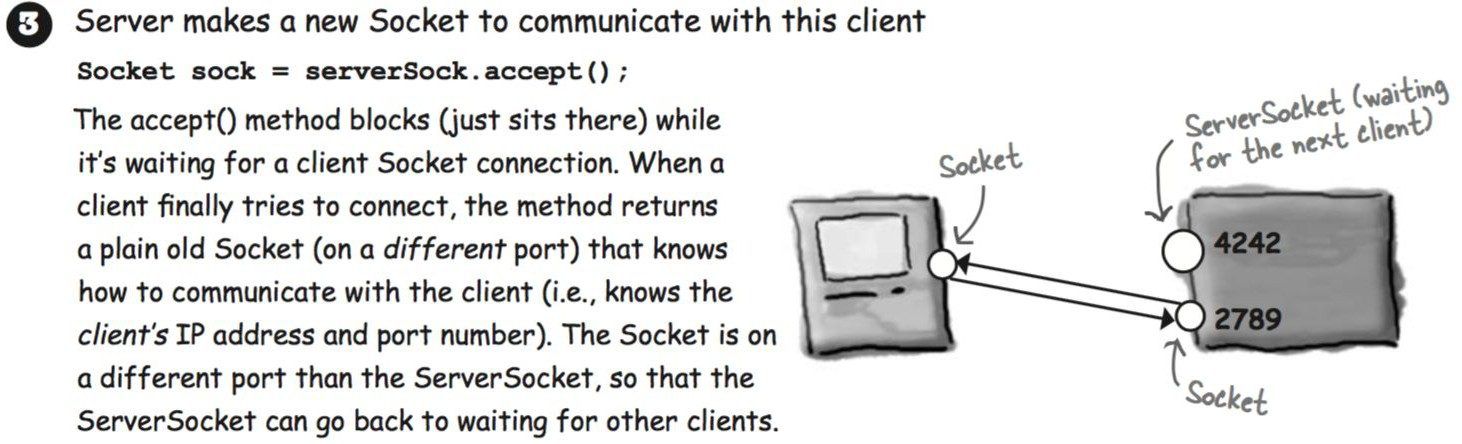 3 Server makes a new Socket to communicate with this client
Socket sock = serverSock.accept();
The accept() method blocks (just sits there) while
it's waiting for a client Socket connection. When a
client finally tries to connect, the method returns
a plain old Socket (on a different port) that knows
how to communicate with the client (i.e., knows the
client's IP address and port number). The Socket is on
a different port than the ServerSocket, so that the
ServerSocket can go back to waiting for other clients.
Socket
ServerSocket (waiting
for the next client)
4242
2789
Socket